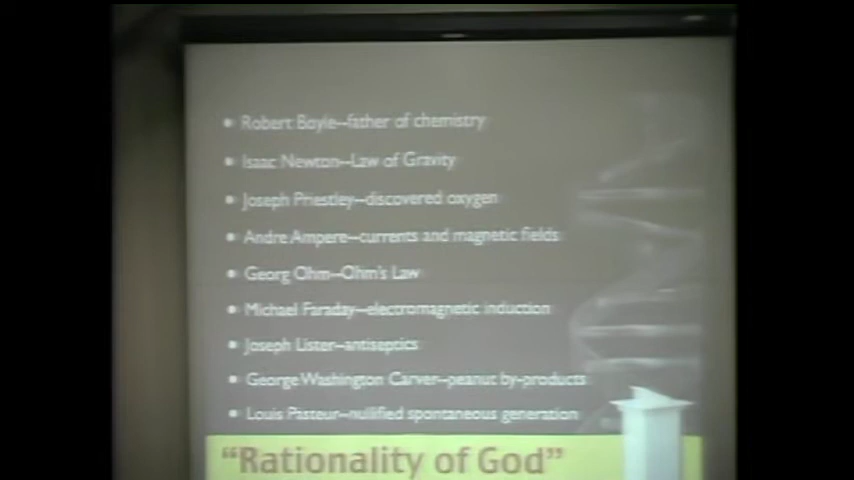 • Robert Boyle--father of chemistry
• Isaac Newton--Law of Gravity
• Joseph Priestley--discovered oxygen
• Andre Ampere--currents and magnetic fields
• Georg Ohm--Ohm's Law
• Michael Faraday--electromagnetic induction
• Joseph Lister--antiseptics
• George Washington Carver--peanut by-products
• Louis Pasteur--nullified spontaneous generation
"Rationality of God"